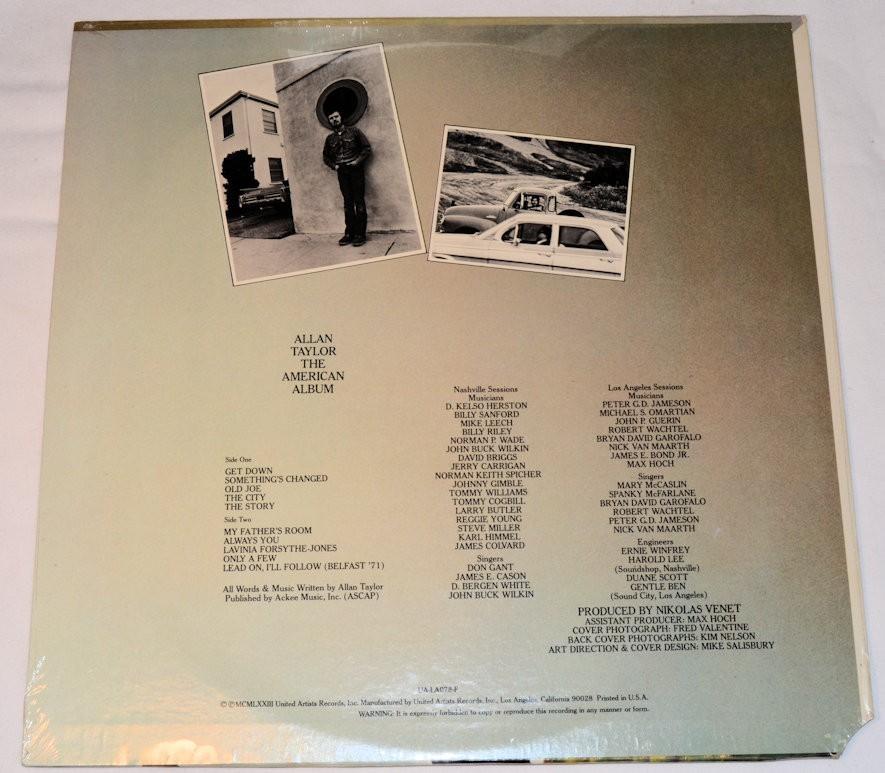 ALLAN
TAYLOR
THE
AMERICAN
ALBUM
Side One
GET DOWN
SOMETHING'S CHANGED
OLD JOE
THE CITY
THE STORY
Side Two
MY FATHER'S ROOM
ALWAYS YOU
LAVINIA FORSYTHE-JONES
ONLY A FEW
LEAD ON, I'LL FOLLOW (BELFAST '71)
All Words & Music Written by Allan Taylor
Published by Ackee Music, Inc. (ASCAP)
Nashville Sessions
Musicians
D. KELSO HERSTON
BILLY SANFORD
MIKE LEECH
BILLY RILEY
NORMAN P. WADE
JOHN BUCK WILKIN
DAVID BRIGGS
JERRY CARRIGAN
NORMAN KEITH SPICHER
JOHNNY GIMBLE
TOMMY WILLIAMS
TOMMY COGBILL
LARRY BUTLER
REGGIE YOUNG
STEVE MILLER
KARL HIMMEL
JAMES COLVARD
Singers
DON GANT
JAMES E. CASON
D. BERGEN WHITE
JOHN BUCK WILKIN
Los Angeles Sessions
Musicians
PETER G.D. JAMESON
MICHAEL S. OMARTIAN
JOHN P. GUERIN
ROBERT WACHTEL
BRYAN DAVID GAROFALO
NICK VAN MAARTH
JAMES E. BOND JR.
MAX HOCH
Singers
MARY McCASLIN
SPANKY McFARLANE
BRYAN DAVID GAROFALO
ROBERT WACHTEL
PETER G.D. JAMESON
NICK VAN MAARTH
Engineers
ERNIE WINFREY
HAROLD LEE
(Soundshop, Nashville)
DUANE SCOTT
GENTLE BEN
(Sound City, Los Angeles)
PRODUCED BY NIKOLAS VENET
ASSISTANT PRODUCER: MAX HOCH
COVER PHOTOGRAPH: FRED VALENTINE
BACK COVER PHOTOGRAPHS: KIM NELSON
ART DIRECTION & COVER DESIGN: MIKE SALISBURY
UA-LA078-F
© ℗ MCMLXXIII United Artists Records, Inc. Manufactured by United Artists Records, Inc., Los Angeles, California 90028 Printed in U.S.A.
WARNING: It is expressly forbidden to copy or reproduce this recording in any manner or form.